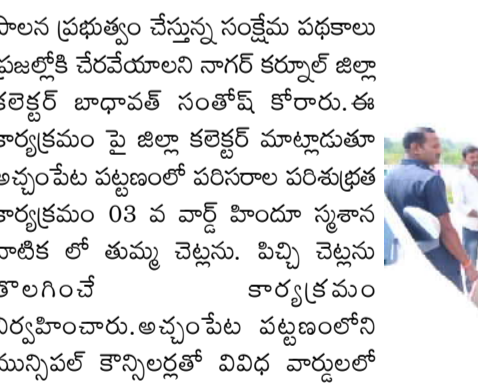 పాలన ప్రభుత్వం చేస్తున్న సంక్షేమ పథకాలు
ప్రజల్లోకి చేరవేయాలని నాగర్ కర్నూల్ జిల్లా
కలెక్టర్ బాధావత్ సంతోష్ కోరారు.ఈ
కార్యక్రమం పై జిల్లా కలెక్టర్ మాట్లాడుతూ
అచ్చంపేట పట్టణంలో పరిసరాల పరిశుభ్రత
కార్యక్రమం 03 వ వార్డ్ హిందూ స్మశాన
వాటిక లో తుమ్మ చెట్లను. పిచ్చి చెట్లను
తొలగించే కార్యక్రమం
నిర్వహించారు.అచ్చంపేట పట్టణంలోని
మున్సిపల్ కౌన్సిలర్లతో వివిధ వార్డులలో